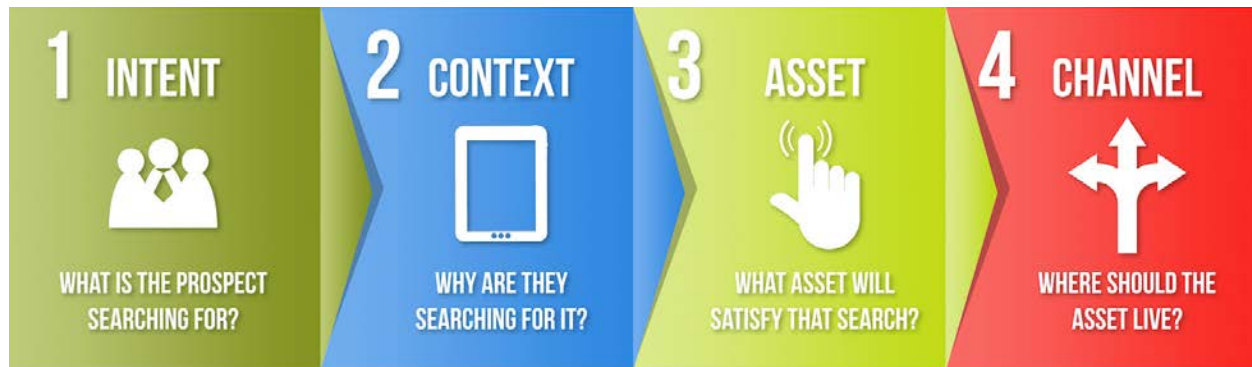 1 INTENT
WHAT IS THE PROSPECT
SEARCHING FOR?
2 CONTEXT
WHY ARE THEY
SEARCHING FOR IT?
3 ASSET
WHAT ASSET WILL
SATISFY THAT SEARCH?
4 CHANNEL
WHERE SHOULD THE
ASSET LIVE?